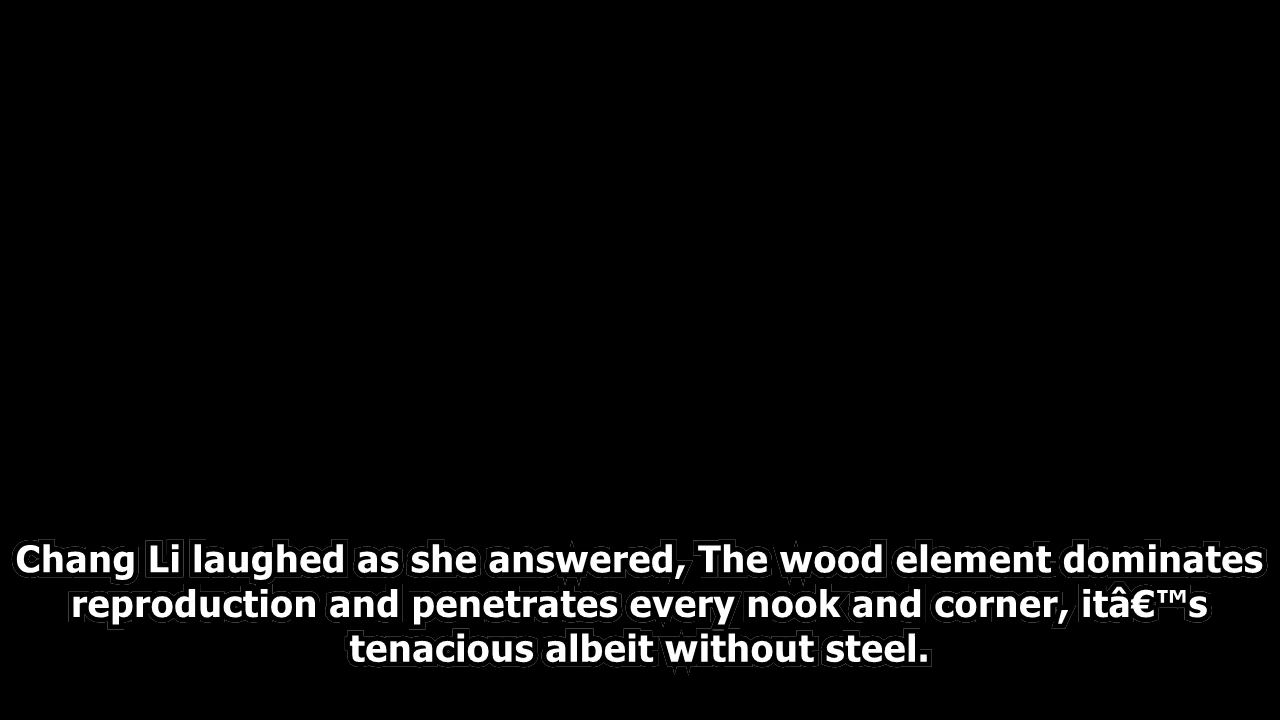 Chang Li laughed as she answered, The wood element dominates
reproduction and penetrates every nook and corner, itâ€™s
tenacious albeit without steel.